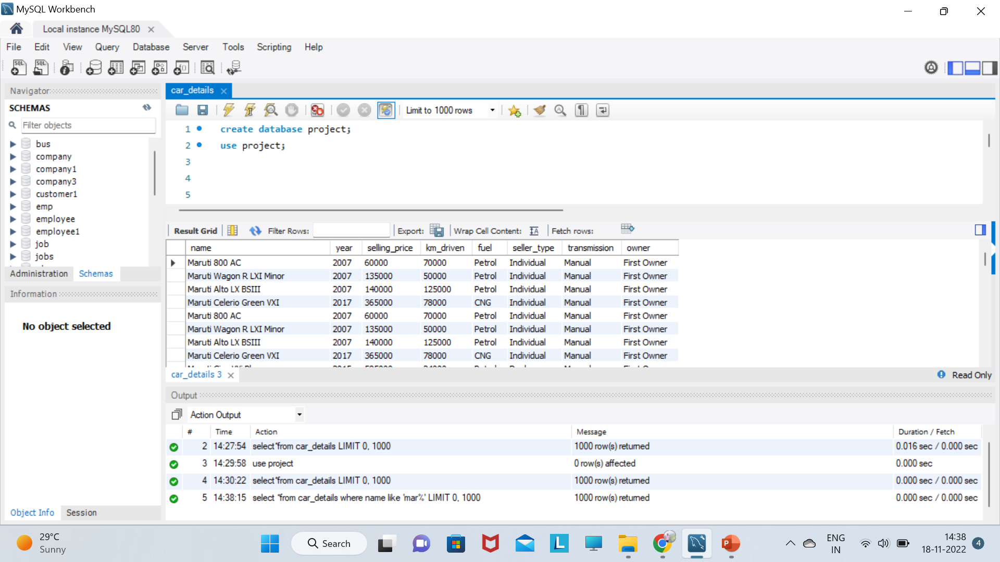 MySQL Workbench
Local instance MySQL80
File Edit View Query Database Server Tools Scripting Help
Navigator
SCHEMAS
Filter objects
bus
company
company1
company3
customer1
emp
employee
employee1
job
jobs
Administration Schemas
Information
No object selected
Object Info Session
car_details
Limit to 1000 rows
1 create database project;
2 use project;
3
4
5
Result Grid Filter Rows: Export: Wrap Cell Content: Fetch rows:
name year selling_price km_driven fuel seller_type transmission owner
Maruti 800 AC 2007 60000 70000 Petrol Individual Manual First Owner
Maruti Wagon R LXI Minor 2007 135000 50000 Petrol Individual Manual First Owner
Maruti Alto LX BSIII 2007 140000 125000 Petrol Individual Manual First Owner
Maruti Celerio Green VXI 2017 365000 78000 CNG Individual Manual First Owner
Maruti 800 AC 2007 60000 70000 Petrol Individual Manual First Owner
Maruti Wagon R LXI Minor 2007 135000 50000 Petrol Individual Manual First Owner
Maruti Alto LX BSIII 2007 140000 125000 Petrol Individual Manual First Owner
Maruti Celerio Green VXI 2017 365000 78000 CNG Individual Manual First Owner
car_details 3 Read Only
Output
Action Output
# Time Action Message Duration / Fetch
2 14:27:54 select*from car_details LIMIT 0, 1000 1000 row(s) returned 0.016 sec / 0.000 sec
3 14:29:58 use project 0 row(s) affected 0.000 sec
4 14:30:22 select*from car_details LIMIT 0, 1000 1000 row(s) returned 0.000 sec / 0.000 sec
5 14:38:15 select *from car_details where name like 'mar%' LIMIT 0, 1000 1000 row(s) returned 0.000 sec / 0.000 sec
29°C
Sunny
Search
ENG
IN
14:38
18-11-2022
4